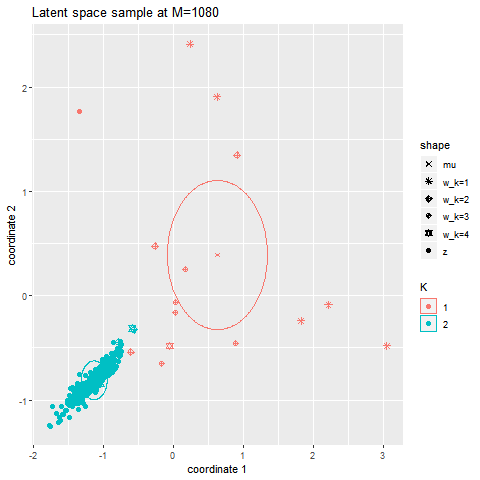 Latent space sample at M=1080
coordinate 2
2
1
0
-1
-2
-1
0
1
2
3
coordinate 1
shape
mu
w_k=1
w_k=2
w_k=3
w_k=4
z
K
1
2